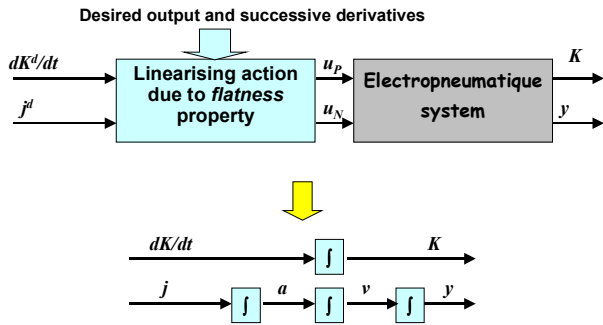 Desired output and successive derivatives
dK^d/dt
j^d
Linearising action
due to flatness
property
u_P
u_N
Electropneumatique
system
K
y
dK/dt
∫
K
j
∫
a
∫
v
∫
y